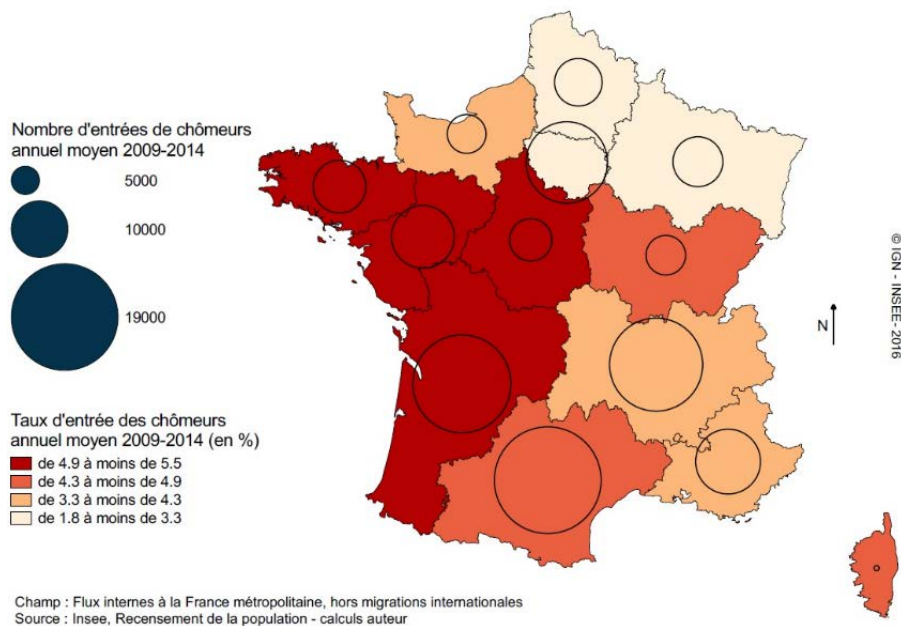 Nombre d'entrées de chômeurs
annuel moyen 2009-2014
5000
10000
19000
Taux d'entrée des chômeurs
annuel moyen 2009-2014 (en %)
de 4.9 à moins de 5.5
de 4.3 à moins de 4.9
de 3.3 à moins de 4.3
de 1.8 à moins de 3.3
N
© IGN - INSEE- 2016
Champ : Flux internes à la France métropolitaine, hors migrations internationales
Source : Insee, Recensement de la population - calculs auteur